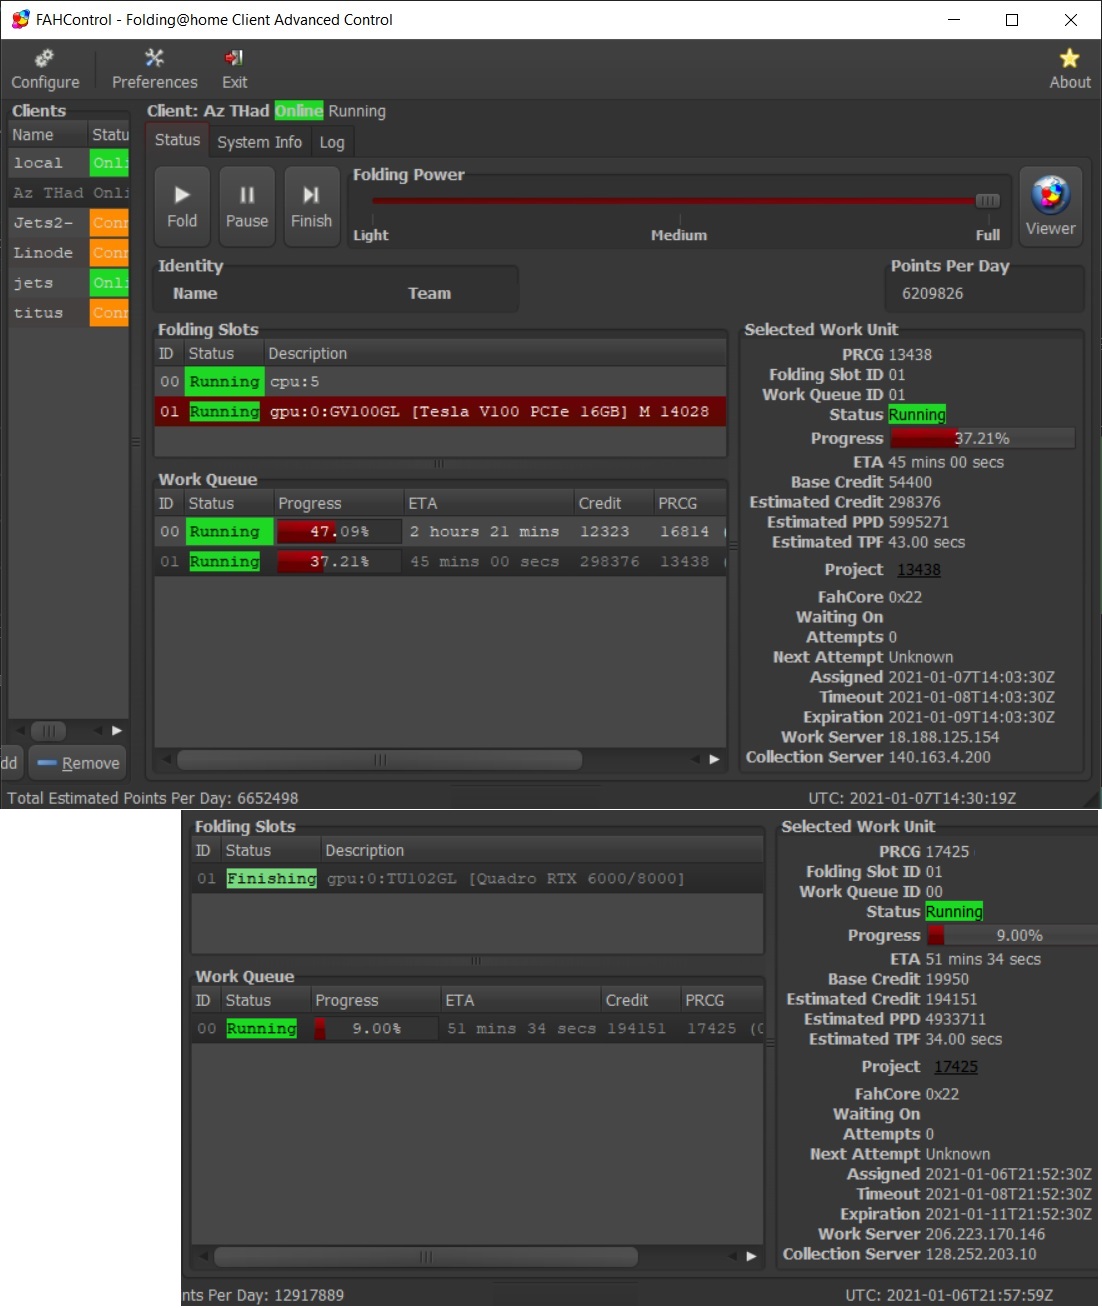 FAHControl - Folding@home Client Advanced Control
Configure Preferences Exit About
Clients
Name Statu
local Onli
Az THad Onli
Jets2- Conn
Linode Conn
jets Onli
titus Conn
dd Remove
Client: Az THad Online Running
Status System Info Log
Fold Pause Finish
Folding Power
Light Medium Full
Viewer
Identity
Name Team
Points Per Day
6209826
Folding Slots
ID Status Description
00 Running cpu:5
01 Running gpu:0:GV100GL [Tesla V100 PCIe 16GB] M 14028
Work Queue
ID Status Progress ETA Credit PRCG
00 Running 47.09% 2 hours 21 mins 12323 16814 (
01 Running 37.21% 45 mins 00 secs 298376 13438 (
Selected Work Unit
PRCG 13438
Folding Slot ID 01
Work Queue ID 01
Status Running
Progress 37.21%
ETA 45 mins 00 secs
Base Credit 54400
Estimated Credit 298376
Estimated PPD 5995271
Estimated TPF 43.00 secs
Project 13438
FahCore 0x22
Waiting On
Attempts 0
Next Attempt Unknown
Assigned 2021-01-07T14:03:30Z
Timeout 2021-01-08T14:03:30Z
Expiration 2021-01-09T14:03:30Z
Work Server 18.188.125.154
Collection Server 140.163.4.200
Total Estimated Points Per Day: 6652498 UTC: 2021-01-07T14:30:19Z
Folding Slots
ID Status Description
01 Finishing gpu:0:TU102GL [Quadro RTX 6000/8000]
Work Queue
ID Status Progress ETA Credit PRCG
00 Running 9.00% 51 mins 34 secs 194151 17425 (0
Selected Work Unit
PRCG 17425
Folding Slot ID 01
Work Queue ID 00
Status Running
Progress 9.00%
ETA 51 mins 34 secs
Base Credit 19950
Estimated Credit 194151
Estimated PPD 4933711
Estimated TPF 34.00 secs
Project 17425
FahCore 0x22
Waiting On
Attempts 0
Next Attempt Unknown
Assigned 2021-01-06T21:52:30Z
Timeout 2021-01-08T21:52:30Z
Expiration 2021-01-11T21:52:30Z
Work Server 206.223.170.146
Collection Server 128.252.203.10
nts Per Day: 12917889 UTC: 2021-01-06T21:57:59Z